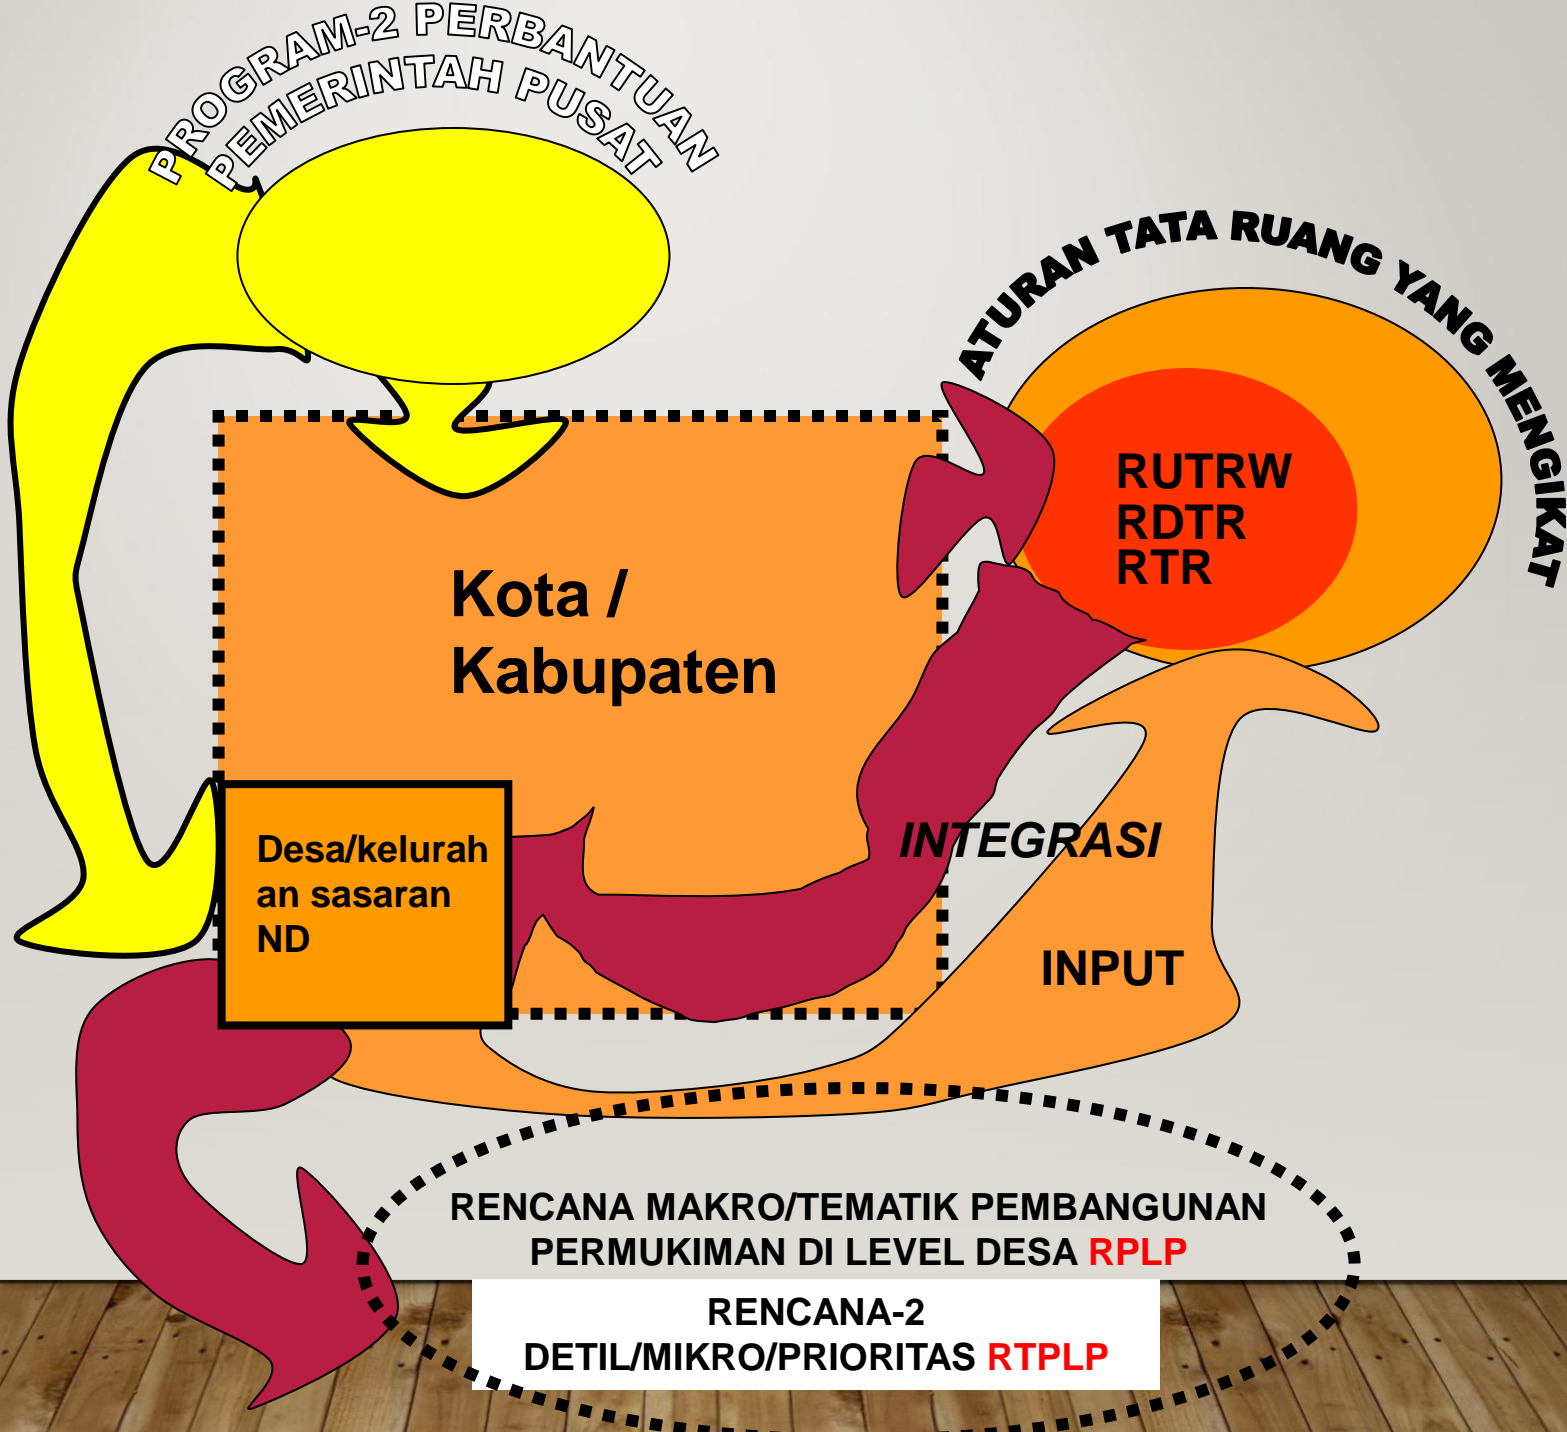 PROGRAM-2 PERBANTUAN
PEMERINTAH PUSAT
ATURAN TATA RUANG YANG MENGIKAT
RUTRW
RDTR
RTR
Kota /
Kabupaten
Desa/kelurah
an sasaran
ND
INTEGRASI
INPUT
RENCANA MAKRO/TEMATIK PEMBANGUNAN
PERMUKIMAN DI LEVEL DESA RPLP
RENCANA-2
DETIL/MIKRO/PRIORITAS RTPLP